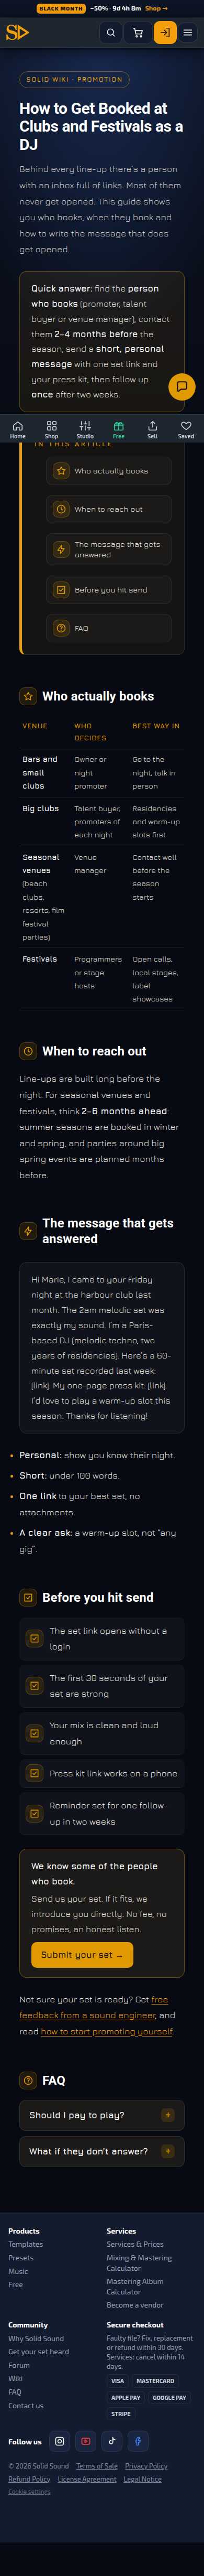 BLACK MONTH −50% · 9d 4h 8m Shop →
SOLID WIKI · PROMOTION
How to Get Booked at
Clubs and Festivals as a
DJ
Behind every line-up there's a person
with an inbox full of links. Most of them
never get opened. This guide shows
you who books, when they book and
how to write the message that does
get opened.
Quick answer: find the person
who books (promoter, talent
buyer or venue manager), contact
them 2–4 months before the
season, send a short, personal
message with one set link and
your press kit, then follow up
once after two weeks.
Home
Shop
Studio
Free
Sell
Saved
IN THIS ARTICLE
Who actually books
When to reach out
The message that gets
answered
Before you hit send
FAQ
Who actually books
VENUE
WHO
DECIDES
BEST WAY IN
Bars and
small
clubs
Owner or
night
promoter
Go to the
night, talk in
person
Big clubs
Talent buyer,
promoters of
each night
Residencies
and warm-up
slots first
Seasonal
venues
(beach
clubs,
resorts, film
festival
parties)
Venue
manager
Contact well
before the
season
starts
Festivals
Programmers
or stage
hosts
Open calls,
local stages,
label
showcases
When to reach out
Line-ups are built long before the
night. For seasonal venues and
festivals, think 2–6 months ahead:
summer seasons are booked in winter
and spring, and parties around big
spring events are planned months
before.
The message that gets
answered
Hi Marie, I came to your Friday
night at the harbour club last
month. The 2am melodic set was
exactly my sound. I'm a Paris-
based DJ (melodic techno, two
years of residencies). Here's a 60-
minute set recorded last week:
[link]. My one-page press kit: [link].
I'd love to play a warm-up slot this
season. Thanks for listening!
Personal: show you know their night.
Short: under 100 words.
One link to your best set, no
attachments.
A clear ask: a warm-up slot, not "any
gig".
Before you hit send
The set link opens without a
login
The first 30 seconds of your
set are strong
Your mix is clean and loud
enough
Press kit link works on a phone
Reminder set for one follow-
up in two weeks
We know some of the people
who book.
Send us your set. If it fits, we
introduce you directly. No fee, no
promises, an honest listen.
Submit your set →
Not sure your set is ready? Get free
feedback from a sound engineer, and
read how to start promoting yourself.
FAQ
Should I pay to play?
+
What if they don't answer?
+
Products
Templates
Presets
Music
Free
Services
Services & Prices
Mixing & Mastering
Calculator
Mastering Album
Calculator
Become a vendor
Community
Why Solid Sound
Get your set heard
Forum
Wiki
FAQ
Contact us
Secure checkout
Faulty file? Fix, replacement
or refund within 30 days.
Services: cancel within 14
days.
VISA
MASTERCARD
APPLE PAY
GOOGLE PAY
STRIPE
Follow us
© 2026 Solid Sound Terms of Sale Privacy Policy
Refund Policy License Agreement Legal Notice
Cookie settings